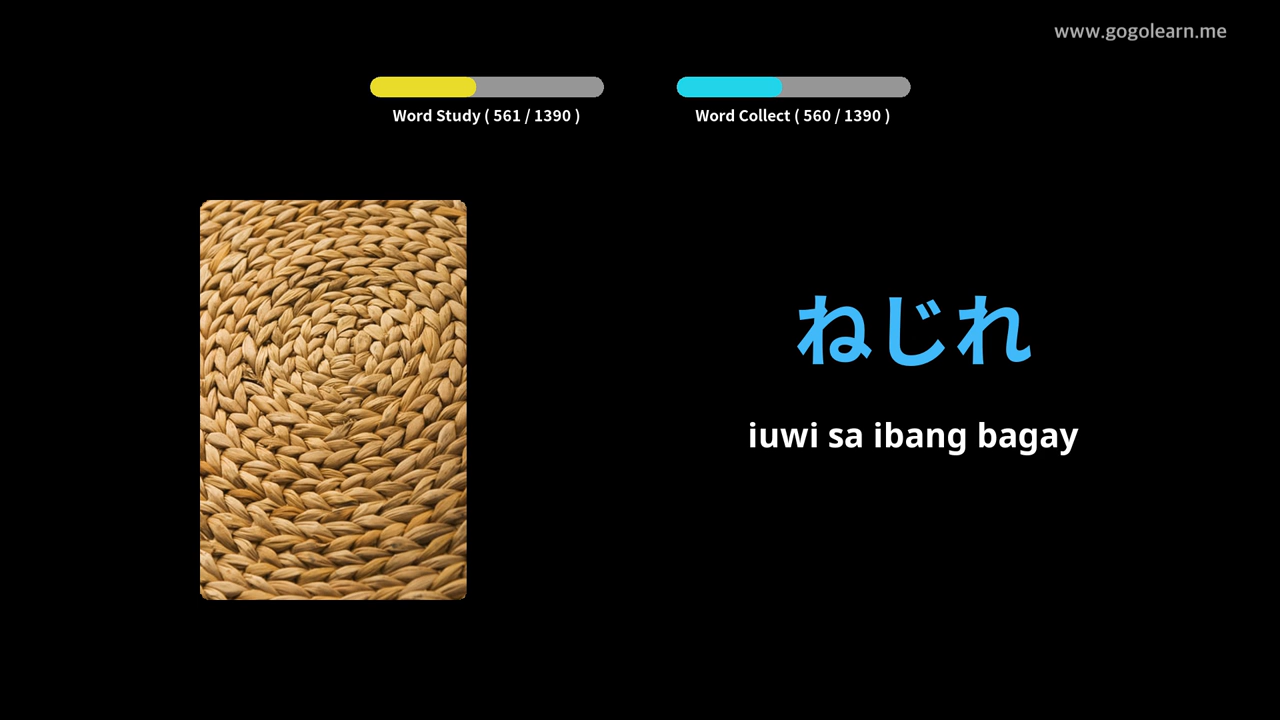 www.gogolearn.me
Word Study ( 561 / 1390 )
Word Collect ( 560 / 1390 )
ねじれ
iuwi sa ibang bagay